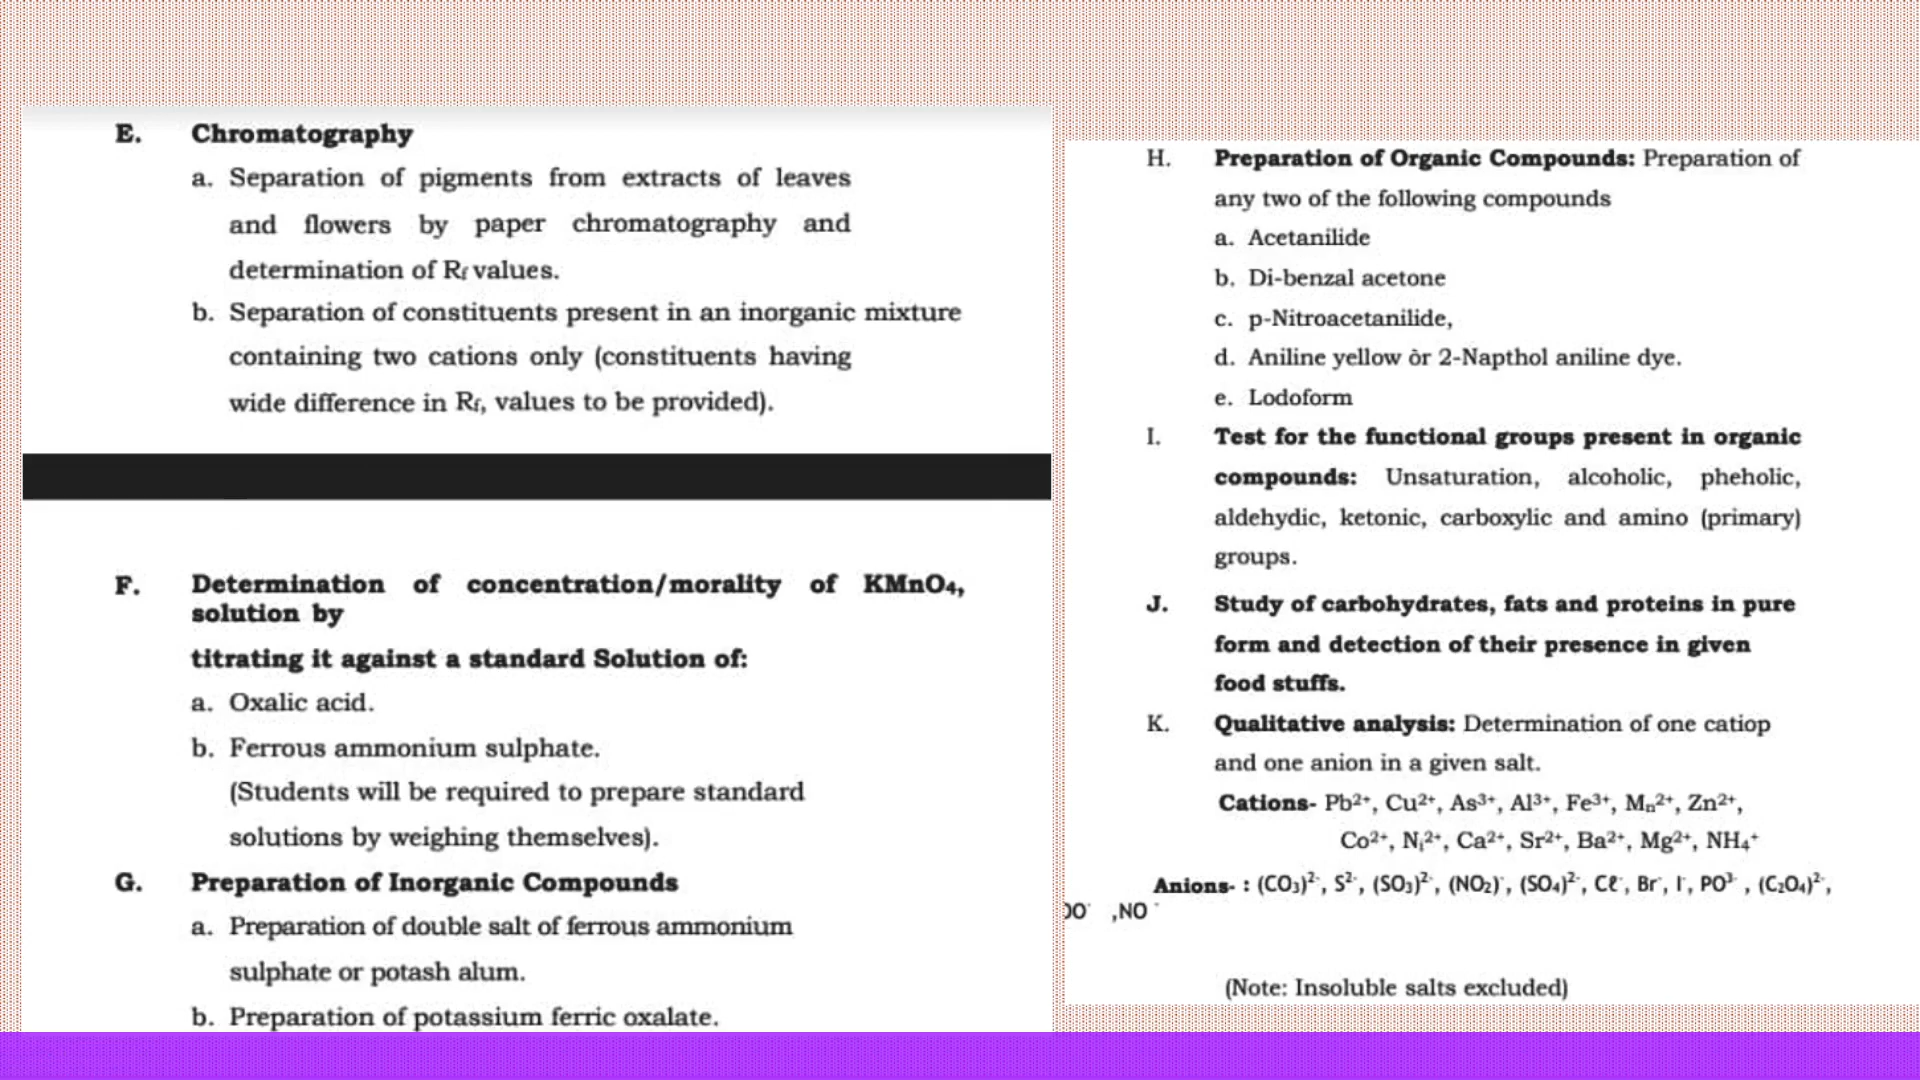 E. Chromatography
a. Separation of pigments from extracts of leaves
and flowers by paper chromatography and
determination of Rf values.
b. Separation of constituents present in an inorganic mixture
containing two cations only (constituents having
wide difference in Rf, values to be provided).
F. Determination of concentration/morality of KMnO₄,
solution by
titrating it against a standard Solution of:
a. Oxalic acid.
b. Ferrous ammonium sulphate.
(Students will be required to prepare standard
solutions by weighing themselves).
G. Preparation of Inorganic Compounds
a. Preparation of double salt of ferrous ammonium
sulphate or potash alum.
b. Preparation of potassium ferric oxalate.
H. Preparation of Organic Compounds: Preparation of
any two of the following compounds
a. Acetanilide
b. Di-benzal acetone
c. p-Nitroacetanilide,
d. Aniline yellow òr 2-Napthol aniline dye.
e. Lodoform
I. Test for the functional groups present in organic
compounds: Unsaturation, alcoholic, pheholic,
aldehydic, ketonic, carboxylic and amino (primary)
groups.
J. Study of carbohydrates, fats and proteins in pure
form and detection of their presence in given
food stuffs.
K. Qualitative analysis: Determination of one catiop
and one anion in a given salt.
Cations- Pb²⁺, Cu²⁺, As³⁺, Al³⁺, Fe³⁺, Mₙ²⁺, Zn²⁺,
Co²⁺, Nᵢ²⁺, Ca²⁺, Sr²⁺, Ba²⁺, Mg²⁺, NH₄⁺
Anions- : (CO₃)²⁻, S²⁻, (SO₃)²⁻, (NO₂)⁻, (SO₄)²⁻, Cℓ⁻, Br⁻, I⁻, PO³⁻ , (C₂O₄)²⁻,
O⁻ ,NO⁻
(Note: Insoluble salts excluded)